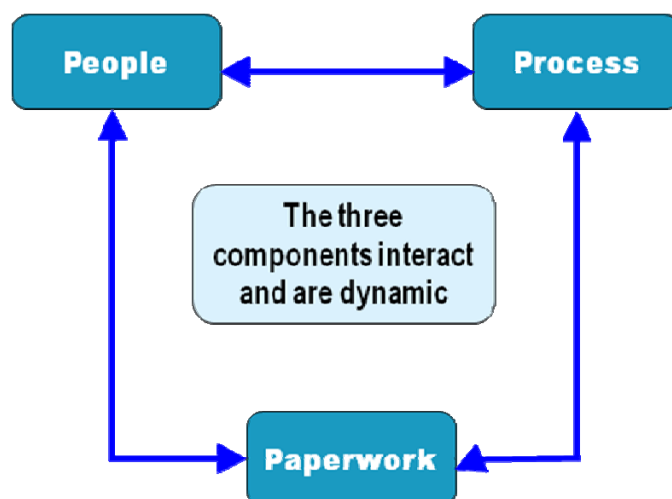 People
Process
The three
components interact
and are dynamic
Paperwork